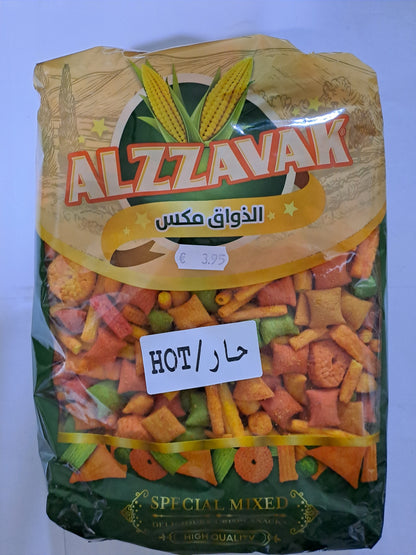 ALZZAVAK
الذواق مكس
€ 3.95
HOT/حار
SPECIAL MIXED
HIGH QUALITY